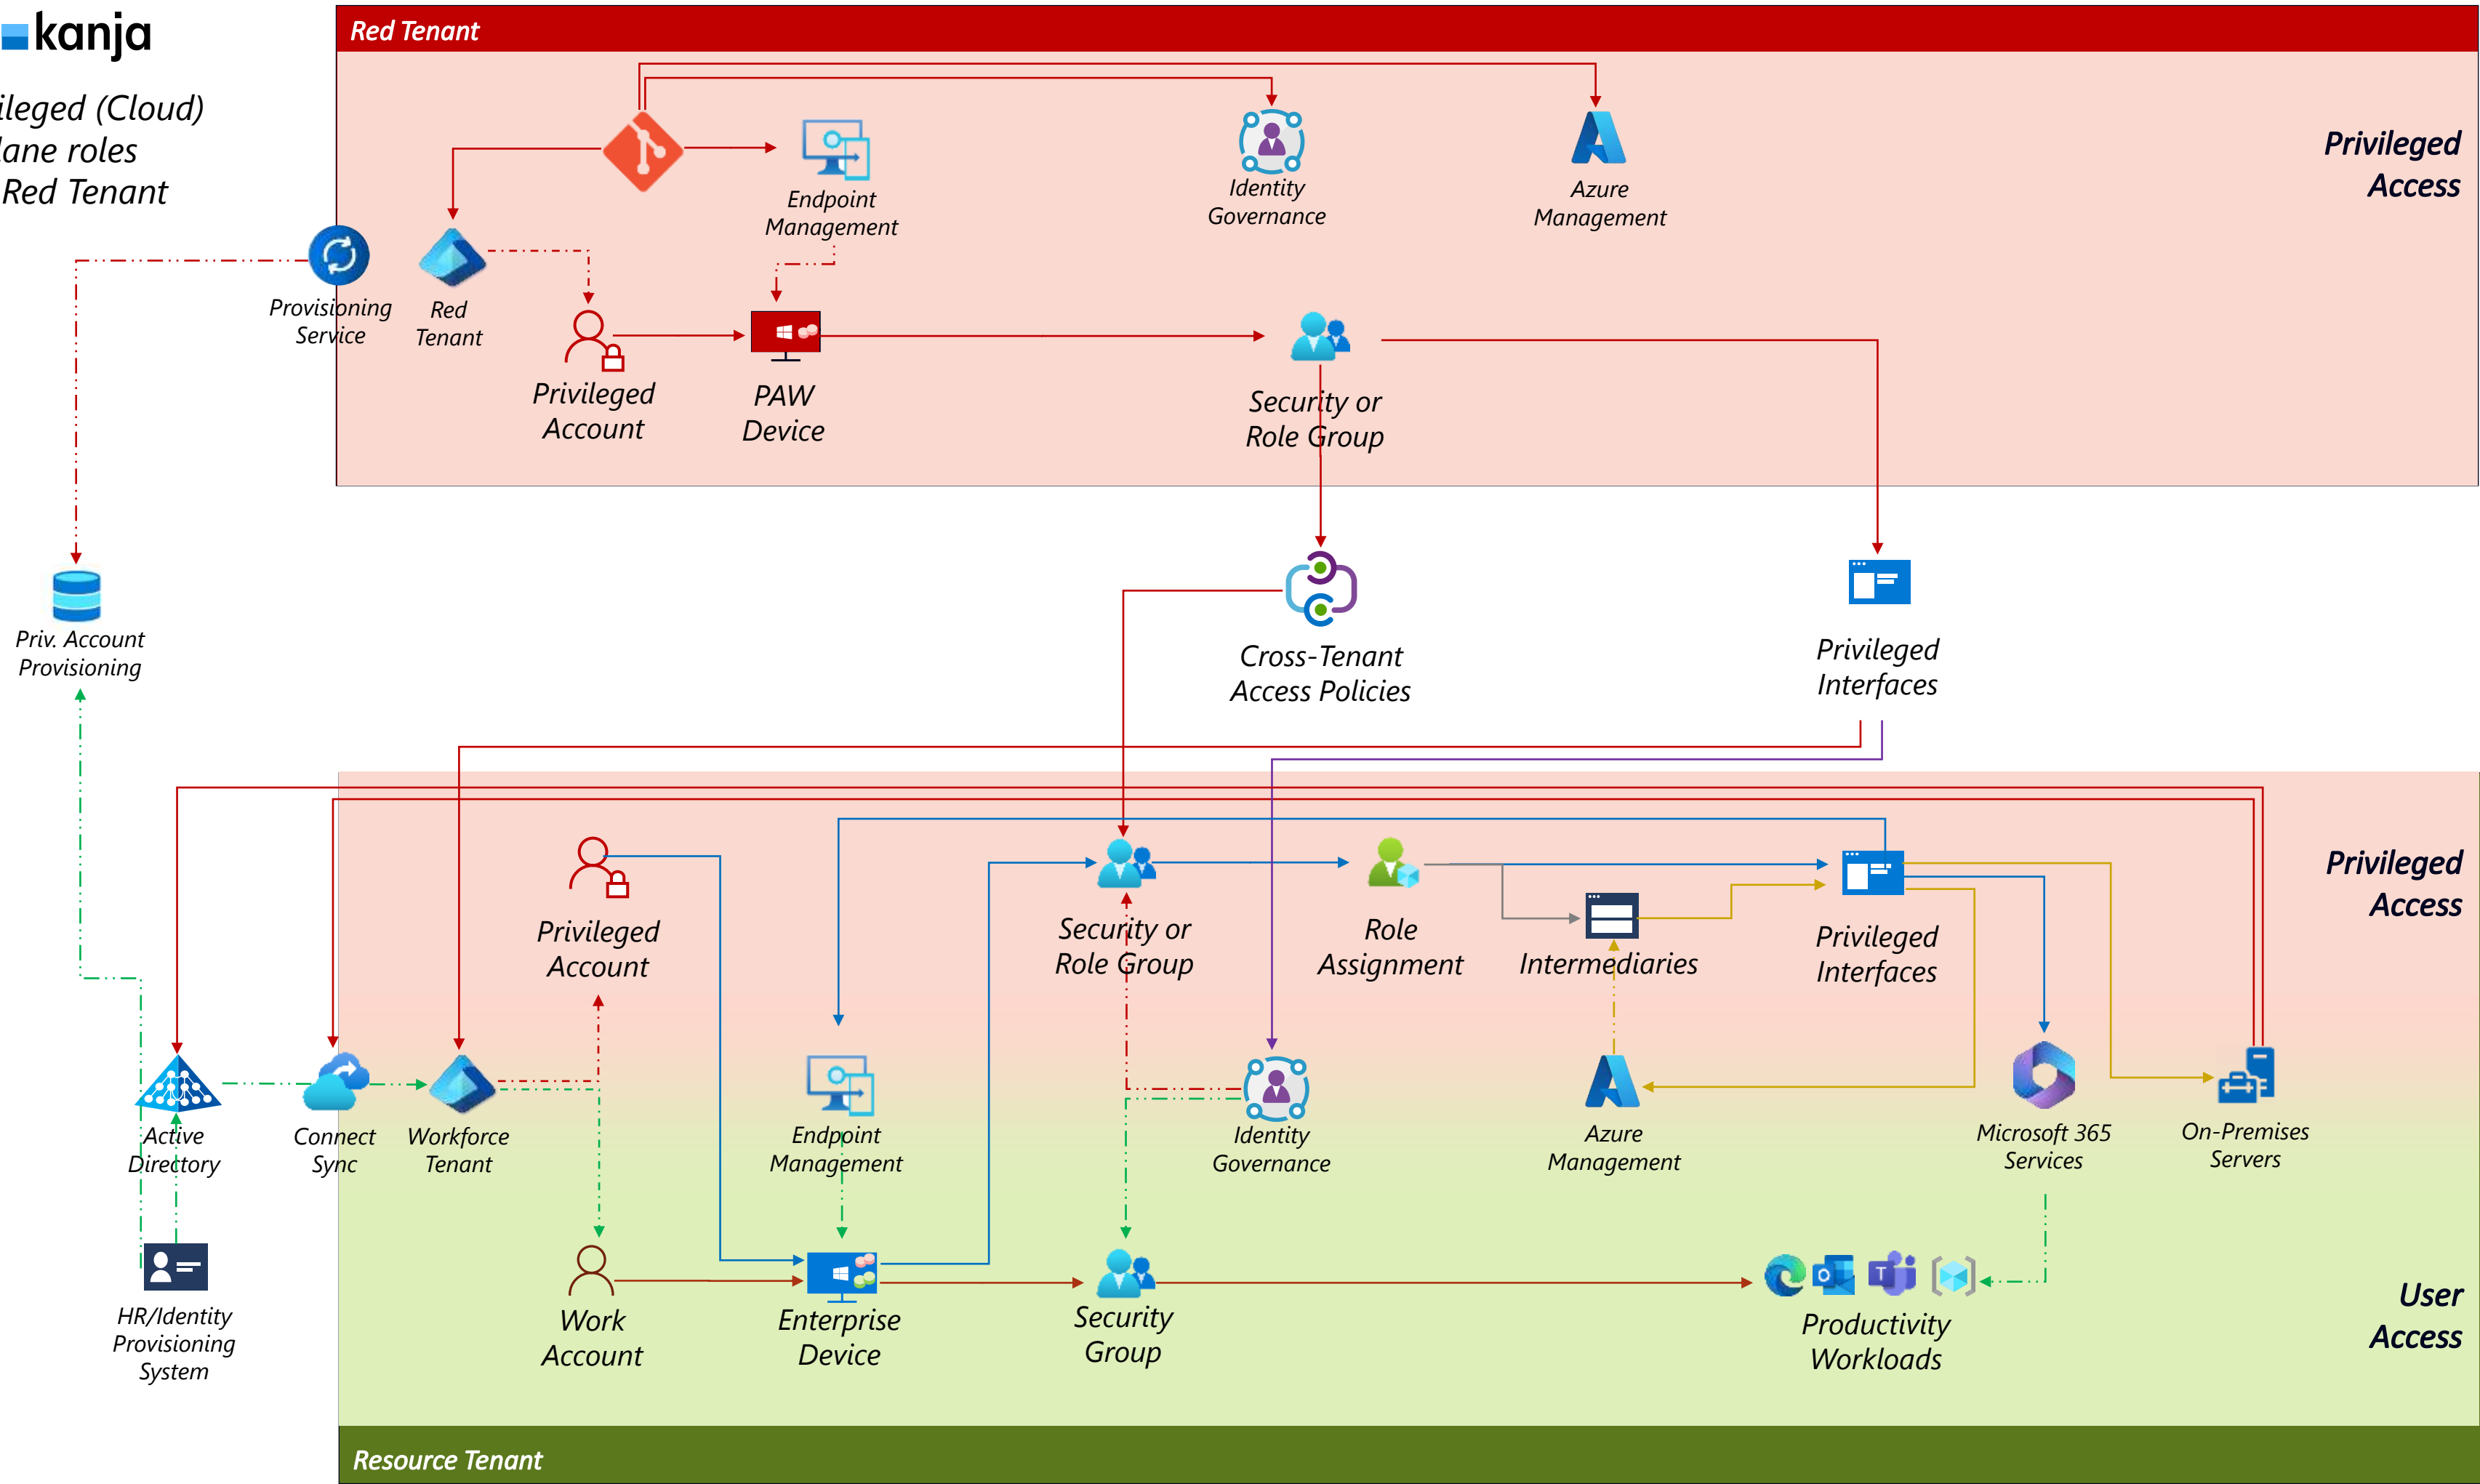 kanja
ileged (Cloud)
lane roles
Red Tenant
Red Tenant
Privileged
Access
Endpoint
Management
Identity
Governance
Azure
Management
Provisioning
Service
Red
Tenant
Privileged
Account
PAW
Device
Security or
Role Group
Priv. Account
Provisioning
Cross-Tenant
Access Policies
Privileged
Interfaces
Privileged
Access
Privileged
Account
Security or
Role Group
Role
Assignment
Intermediaries
Privileged
Interfaces
Active
Directory
Connect
Sync
Workforce
Tenant
Endpoint
Management
Identity
Governance
Azure
Management
Microsoft 365
Services
On-Premises
Servers
HR/Identity
Provisioning
System
Work
Account
Enterprise
Device
Security
Group
Productivity
Workloads
User
Access
Resource Tenant